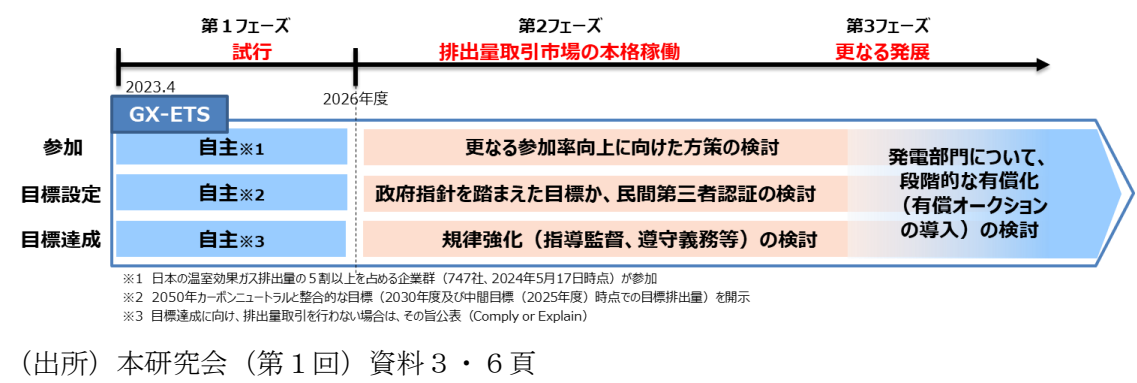 第1フェーズ
試行
第2フェーズ
排出量取引市場の本格稼働
第3フェーズ
更なる発展
2023.4
2026年度
GX-ETS
参加
自主※1
更なる参加率向上に向けた方策の検討
目標設定
自主※2
政府指針を踏まえた目標か、民間第三者認証の検討
目標達成
自主※3
規律強化（指導監督、遵守義務等）の検討
発電部門について、
段階的な有償化
（有償オークション
の導入）の検討
※1 日本の温室効果ガス排出量の５割以上を占める企業群（747社、2024年5月17日時点）が参加
※2 2050年カーボンニュートラルと整合的な目標（2030年度及び中間目標（2025年度）時点での目標排出量）を開示
※3 目標達成に向け、排出量取引を行わない場合は、その旨公表（Comply or Explain）
（出所）本研究会（第１回）資料３・６頁